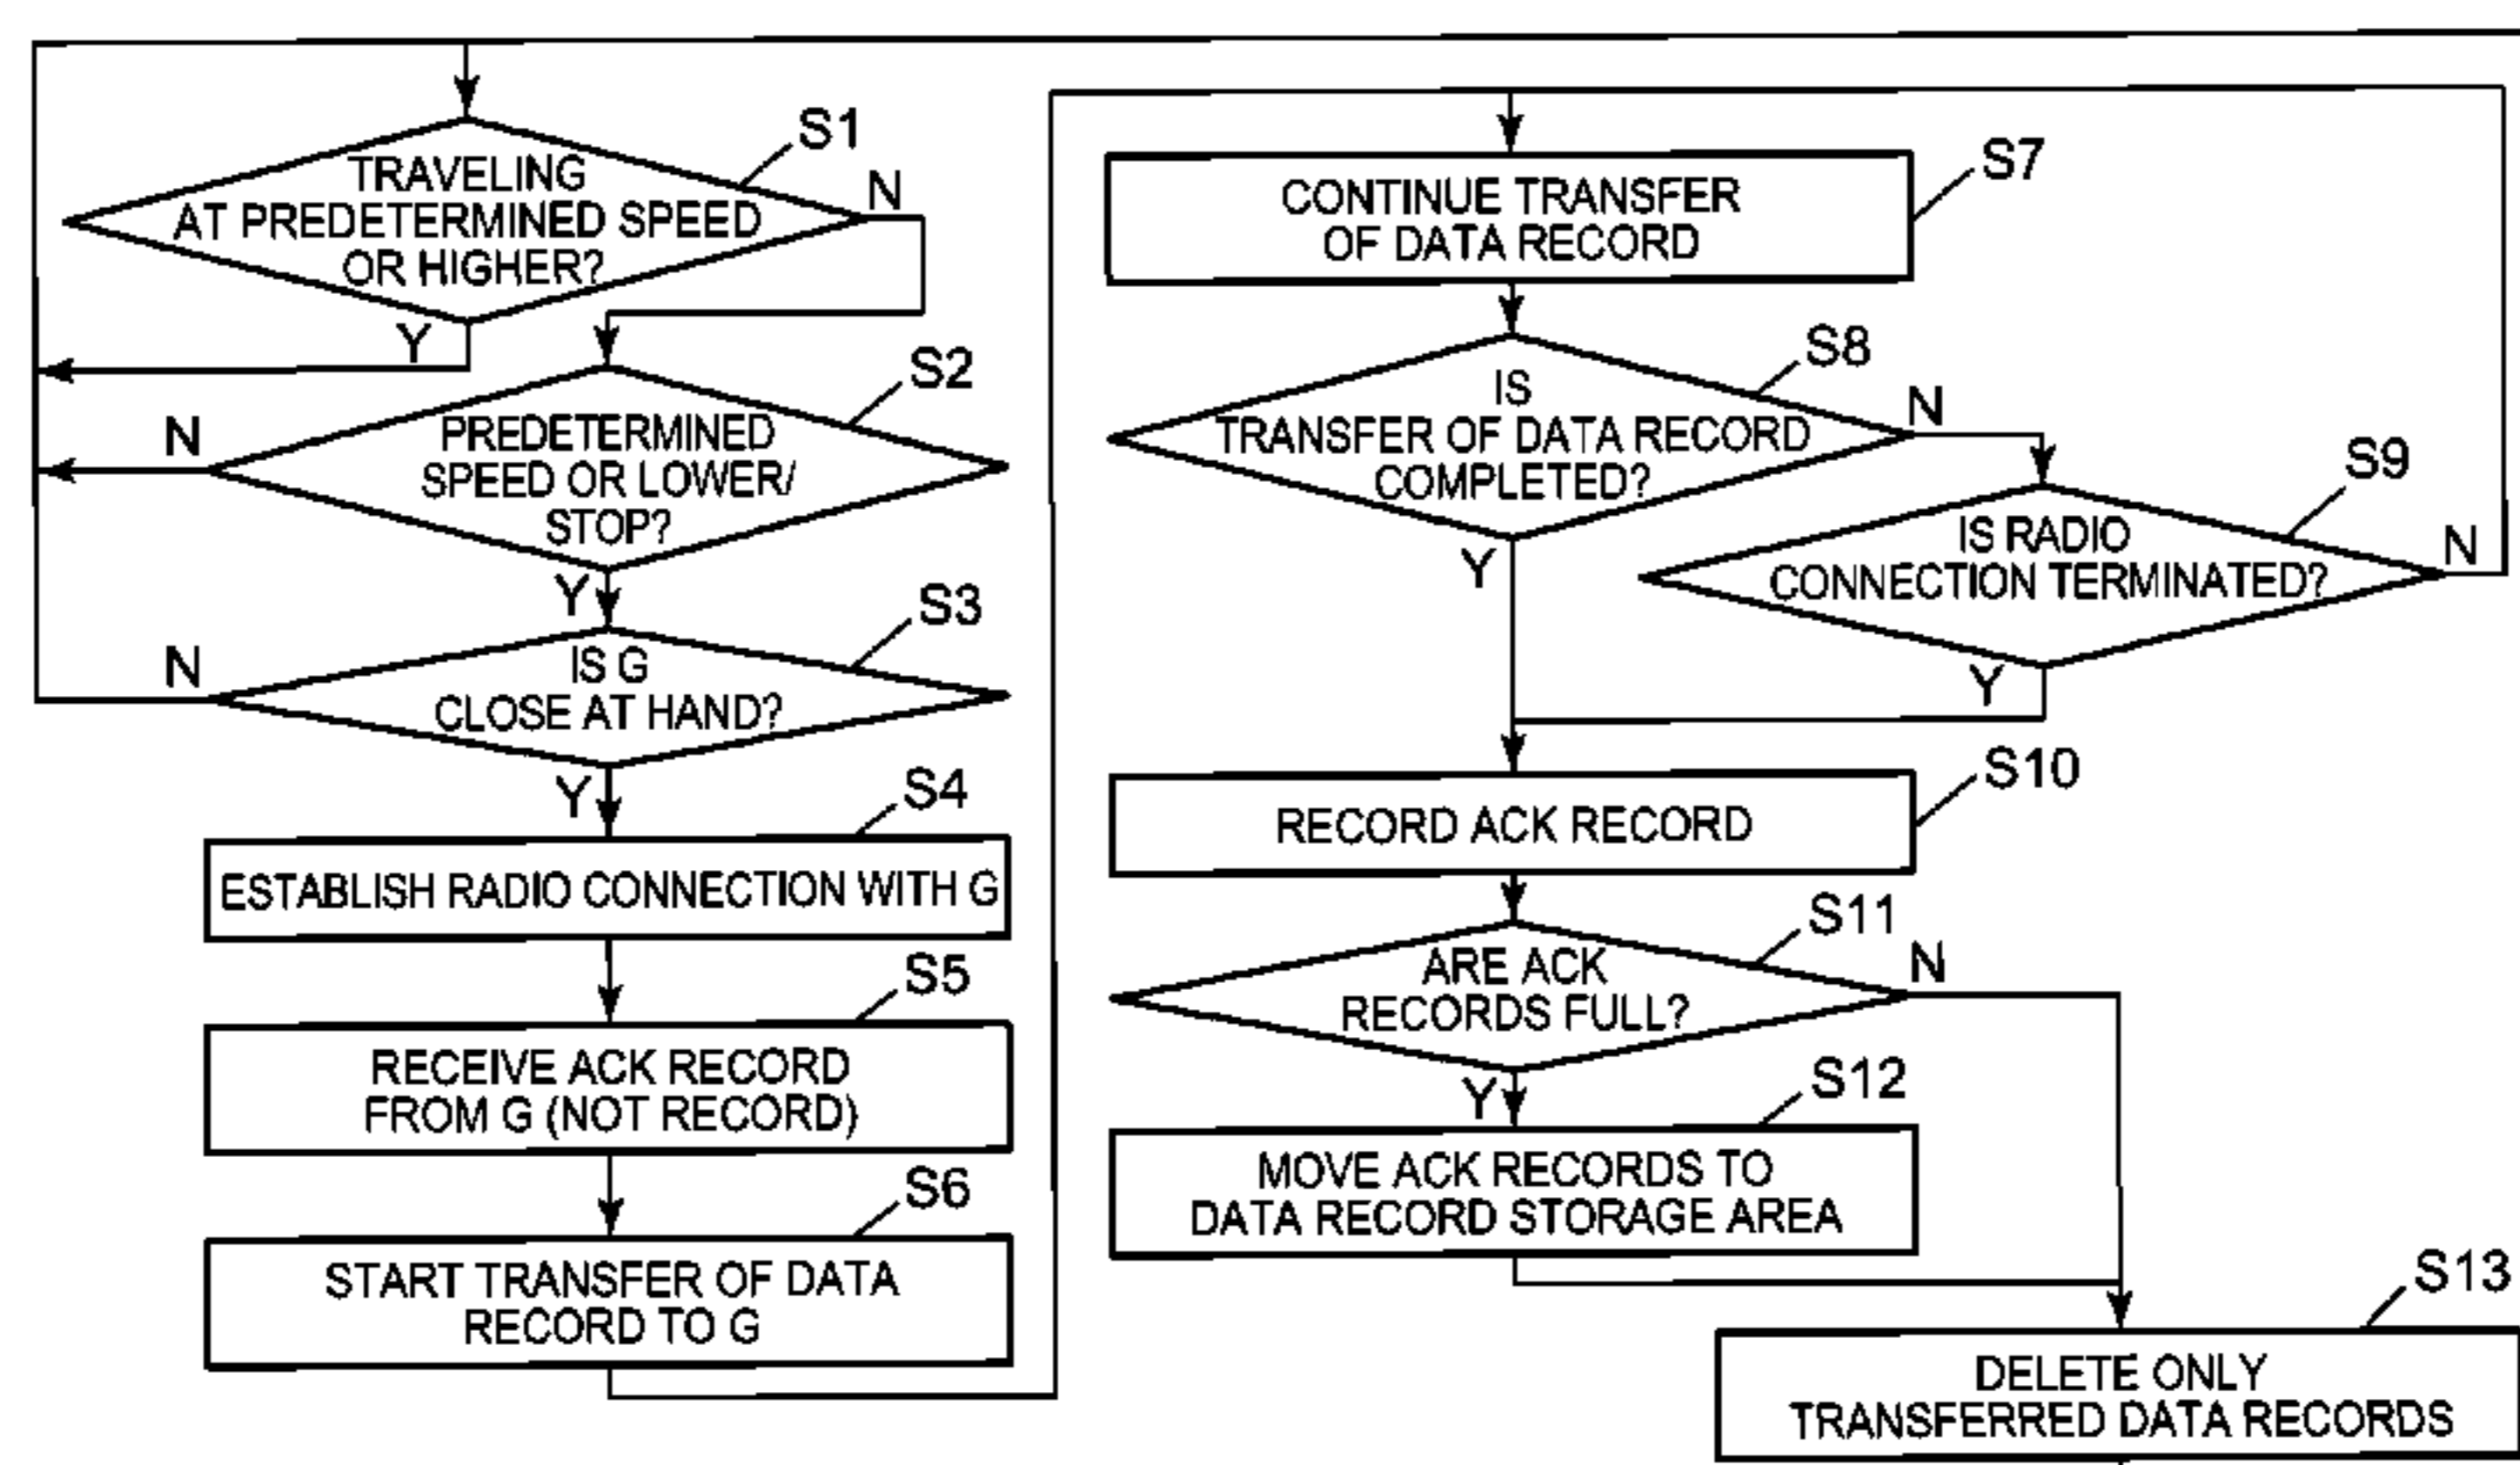 S1
TRAVELING
AT PREDETERMINED SPEED
OR HIGHER?
N
Y
S2
PREDETERMINED
SPEED OR LOWER/
STOP?
N
Y
S3
IS G
CLOSE AT HAND?
N
Y
S4
ESTABLISH RADIO CONNECTION WITH G
S5
RECEIVE ACK RECORD
FROM G (NOT RECORD)
S6
START TRANSFER OF DATA
RECORD TO G
S7
CONTINUE TRANSFER
OF DATA RECORD
S8
IS
TRANSFER OF DATA RECORD
COMPLETED?
N
Y
S9
IS RADIO
CONNECTION TERMINATED?
N
Y
S10
RECORD ACK RECORD
S11
ARE ACK
RECORDS FULL?
N
Y
S12
MOVE ACK RECORDS TO
DATA RECORD STORAGE AREA
S13
DELETE ONLY
TRANSFERRED DATA RECORDS